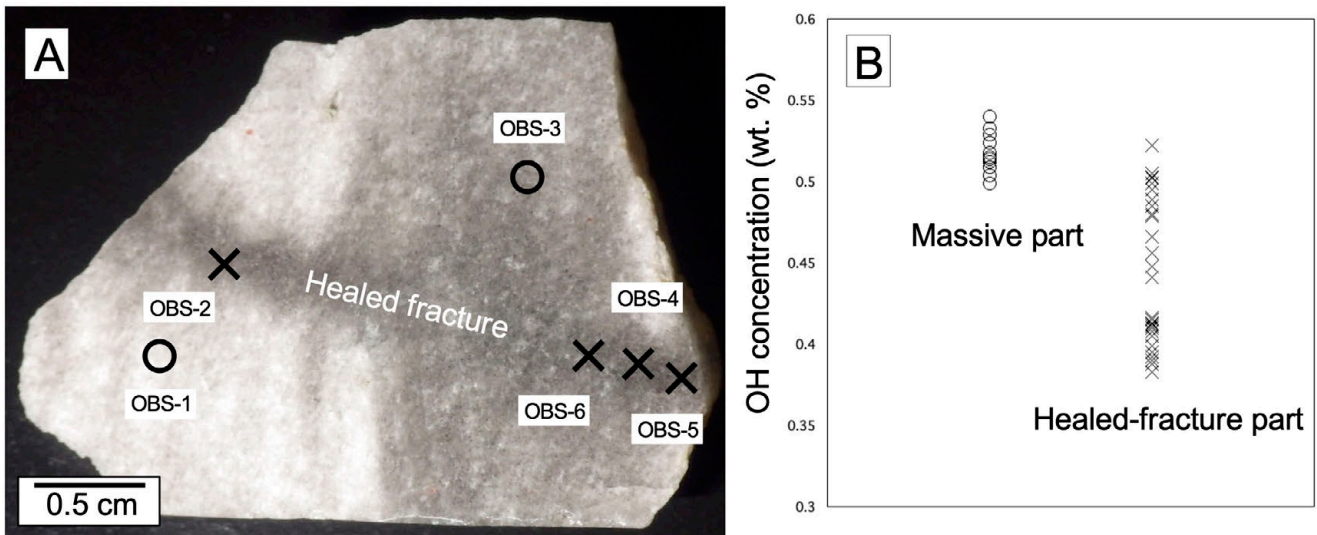 A
OBS-3
OBS-4
OBS-2
Healed fracture
OBS-1
OBS-6
OBS-5
0.5 cm
B
OH concentration (wt. %)
0.6
0.55
0.5
0.45
0.4
0.35
0.3
Massive part
Healed-fracture part